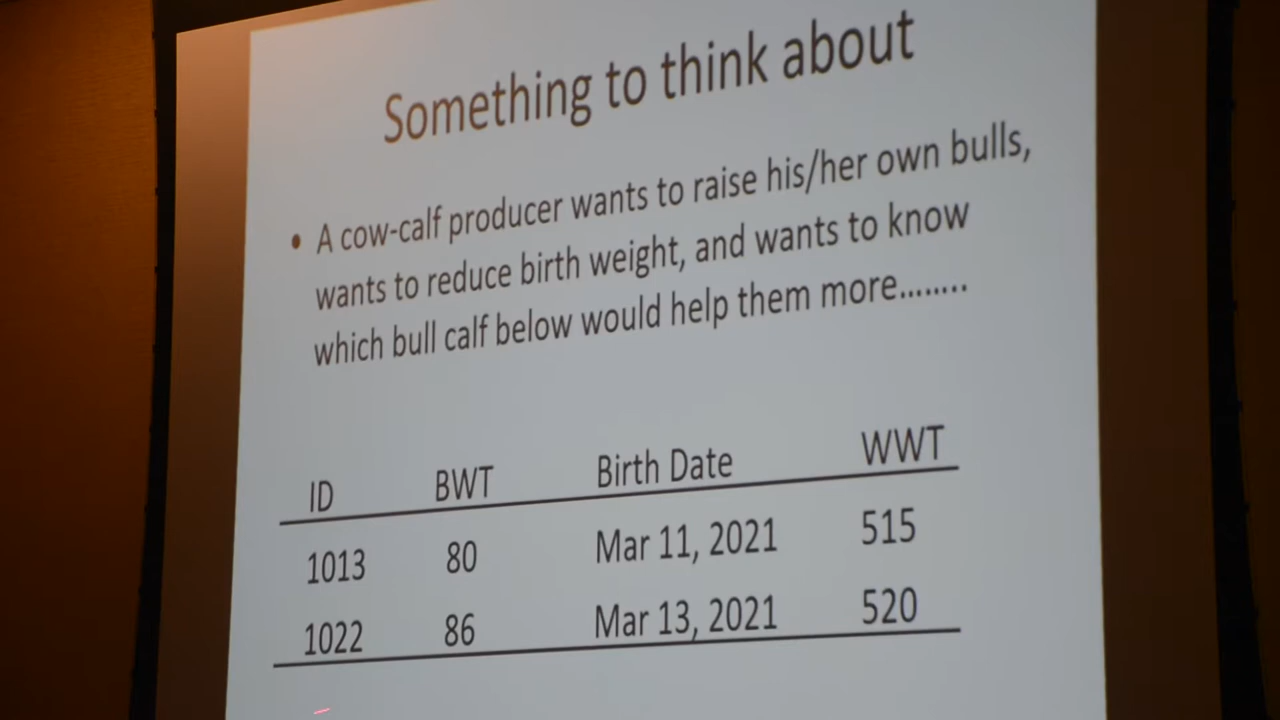 Something to think about
• A cow-calf producer wants to raise his/her own bulls,
wants to reduce birth weight, and wants to know
which bull calf below would help them more........
ID BWT Birth Date WWT
1013 80 Mar 11, 2021 515
1022 86 Mar 13, 2021 520